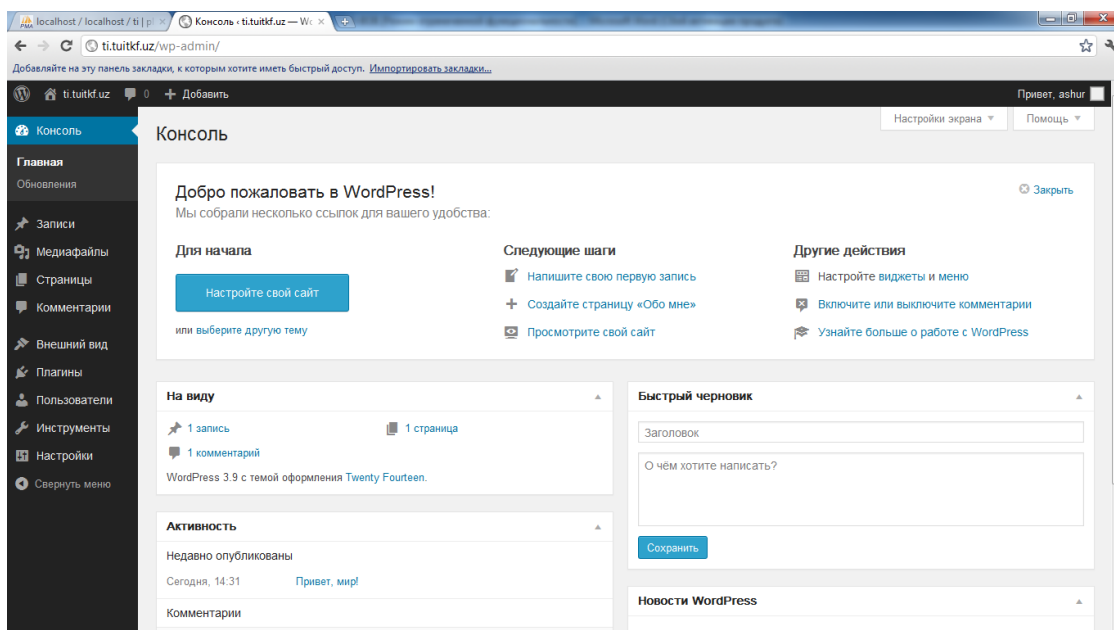 localhost / localhost / ti | pl
Консоль ‹ ti.tuitkf.uz — Wo
ti.tuitkf.uz/wp-admin/
Добавляйте на эту панель закладки, к которым хотите иметь быстрый доступ. Импортировать закладки...
ti.tuitkf.uz 0 Добавить Привет, ashur
Настройки экрана Помощь
Консоль
Главная
Обновления
Записи
Медиафайлы
Страницы
Комментарии
Внешний вид
Плагины
Пользователи
Инструменты
Настройки
Свернуть меню
Консоль
Добро пожаловать в WordPress!
Закрыть
Мы собрали несколько ссылок для вашего удобства:
Для начала
Настройте свой сайт
или выберите другую тему
Следующие шаги
Напишите свою первую запись
Создайте страницу «Обо мне»
Просмотрите свой сайт
Другие действия
Настройте виджеты и меню
Включите или выключите комментарии
Узнайте больше о работе с WordPress
На виду
1 запись 1 страница
1 комментарий
WordPress 3.9 с темой оформления Twenty Fourteen.
Активность
Недавно опубликованы
Сегодня, 14:31 Привет, мир!
Комментарии
Быстрый черновик
Заголовок
О чём хотите написать?
Сохранить
Новости WordPress